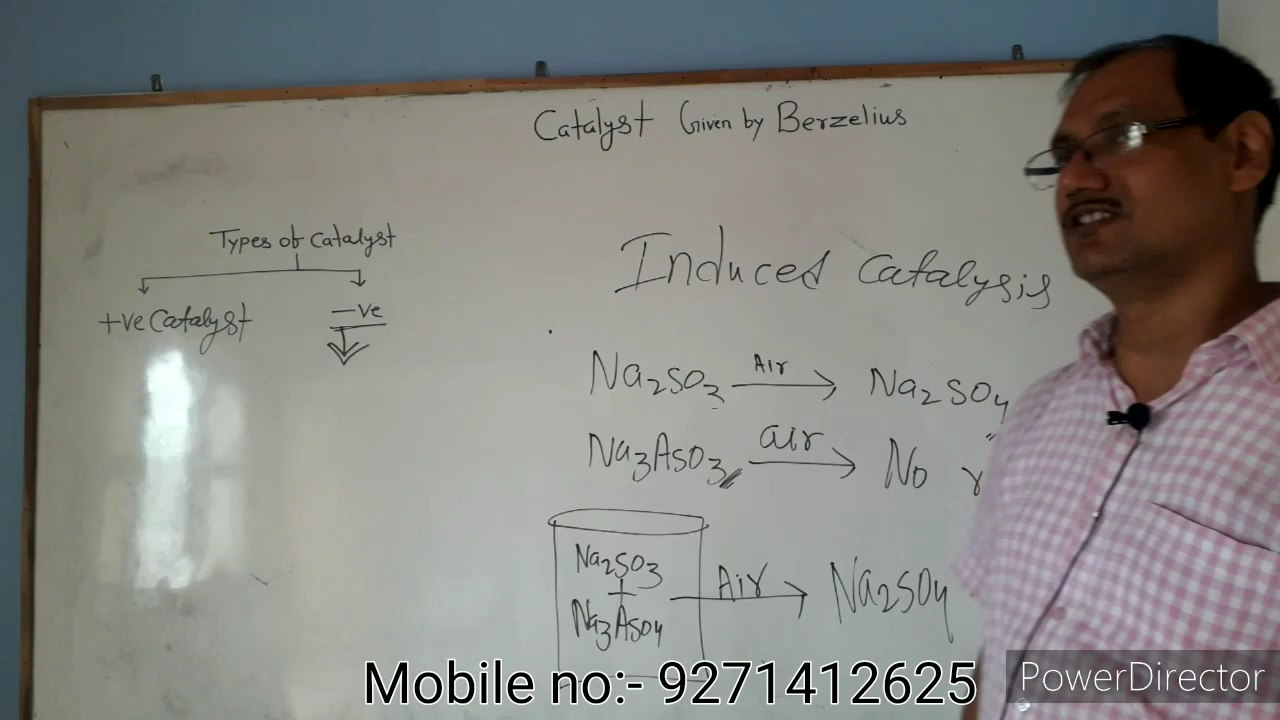 Catalyst Given by Berzelius
Types of Catalyst
+ve Catalyst
-ve
Induced Catalysis
Na2SO3 Air → Na2SO4
Na3AsO3 air → No r
Na2SO3
+
Na3AsO4
Air → Na2SO4
Mobile no:- 9271412625
PowerDirector